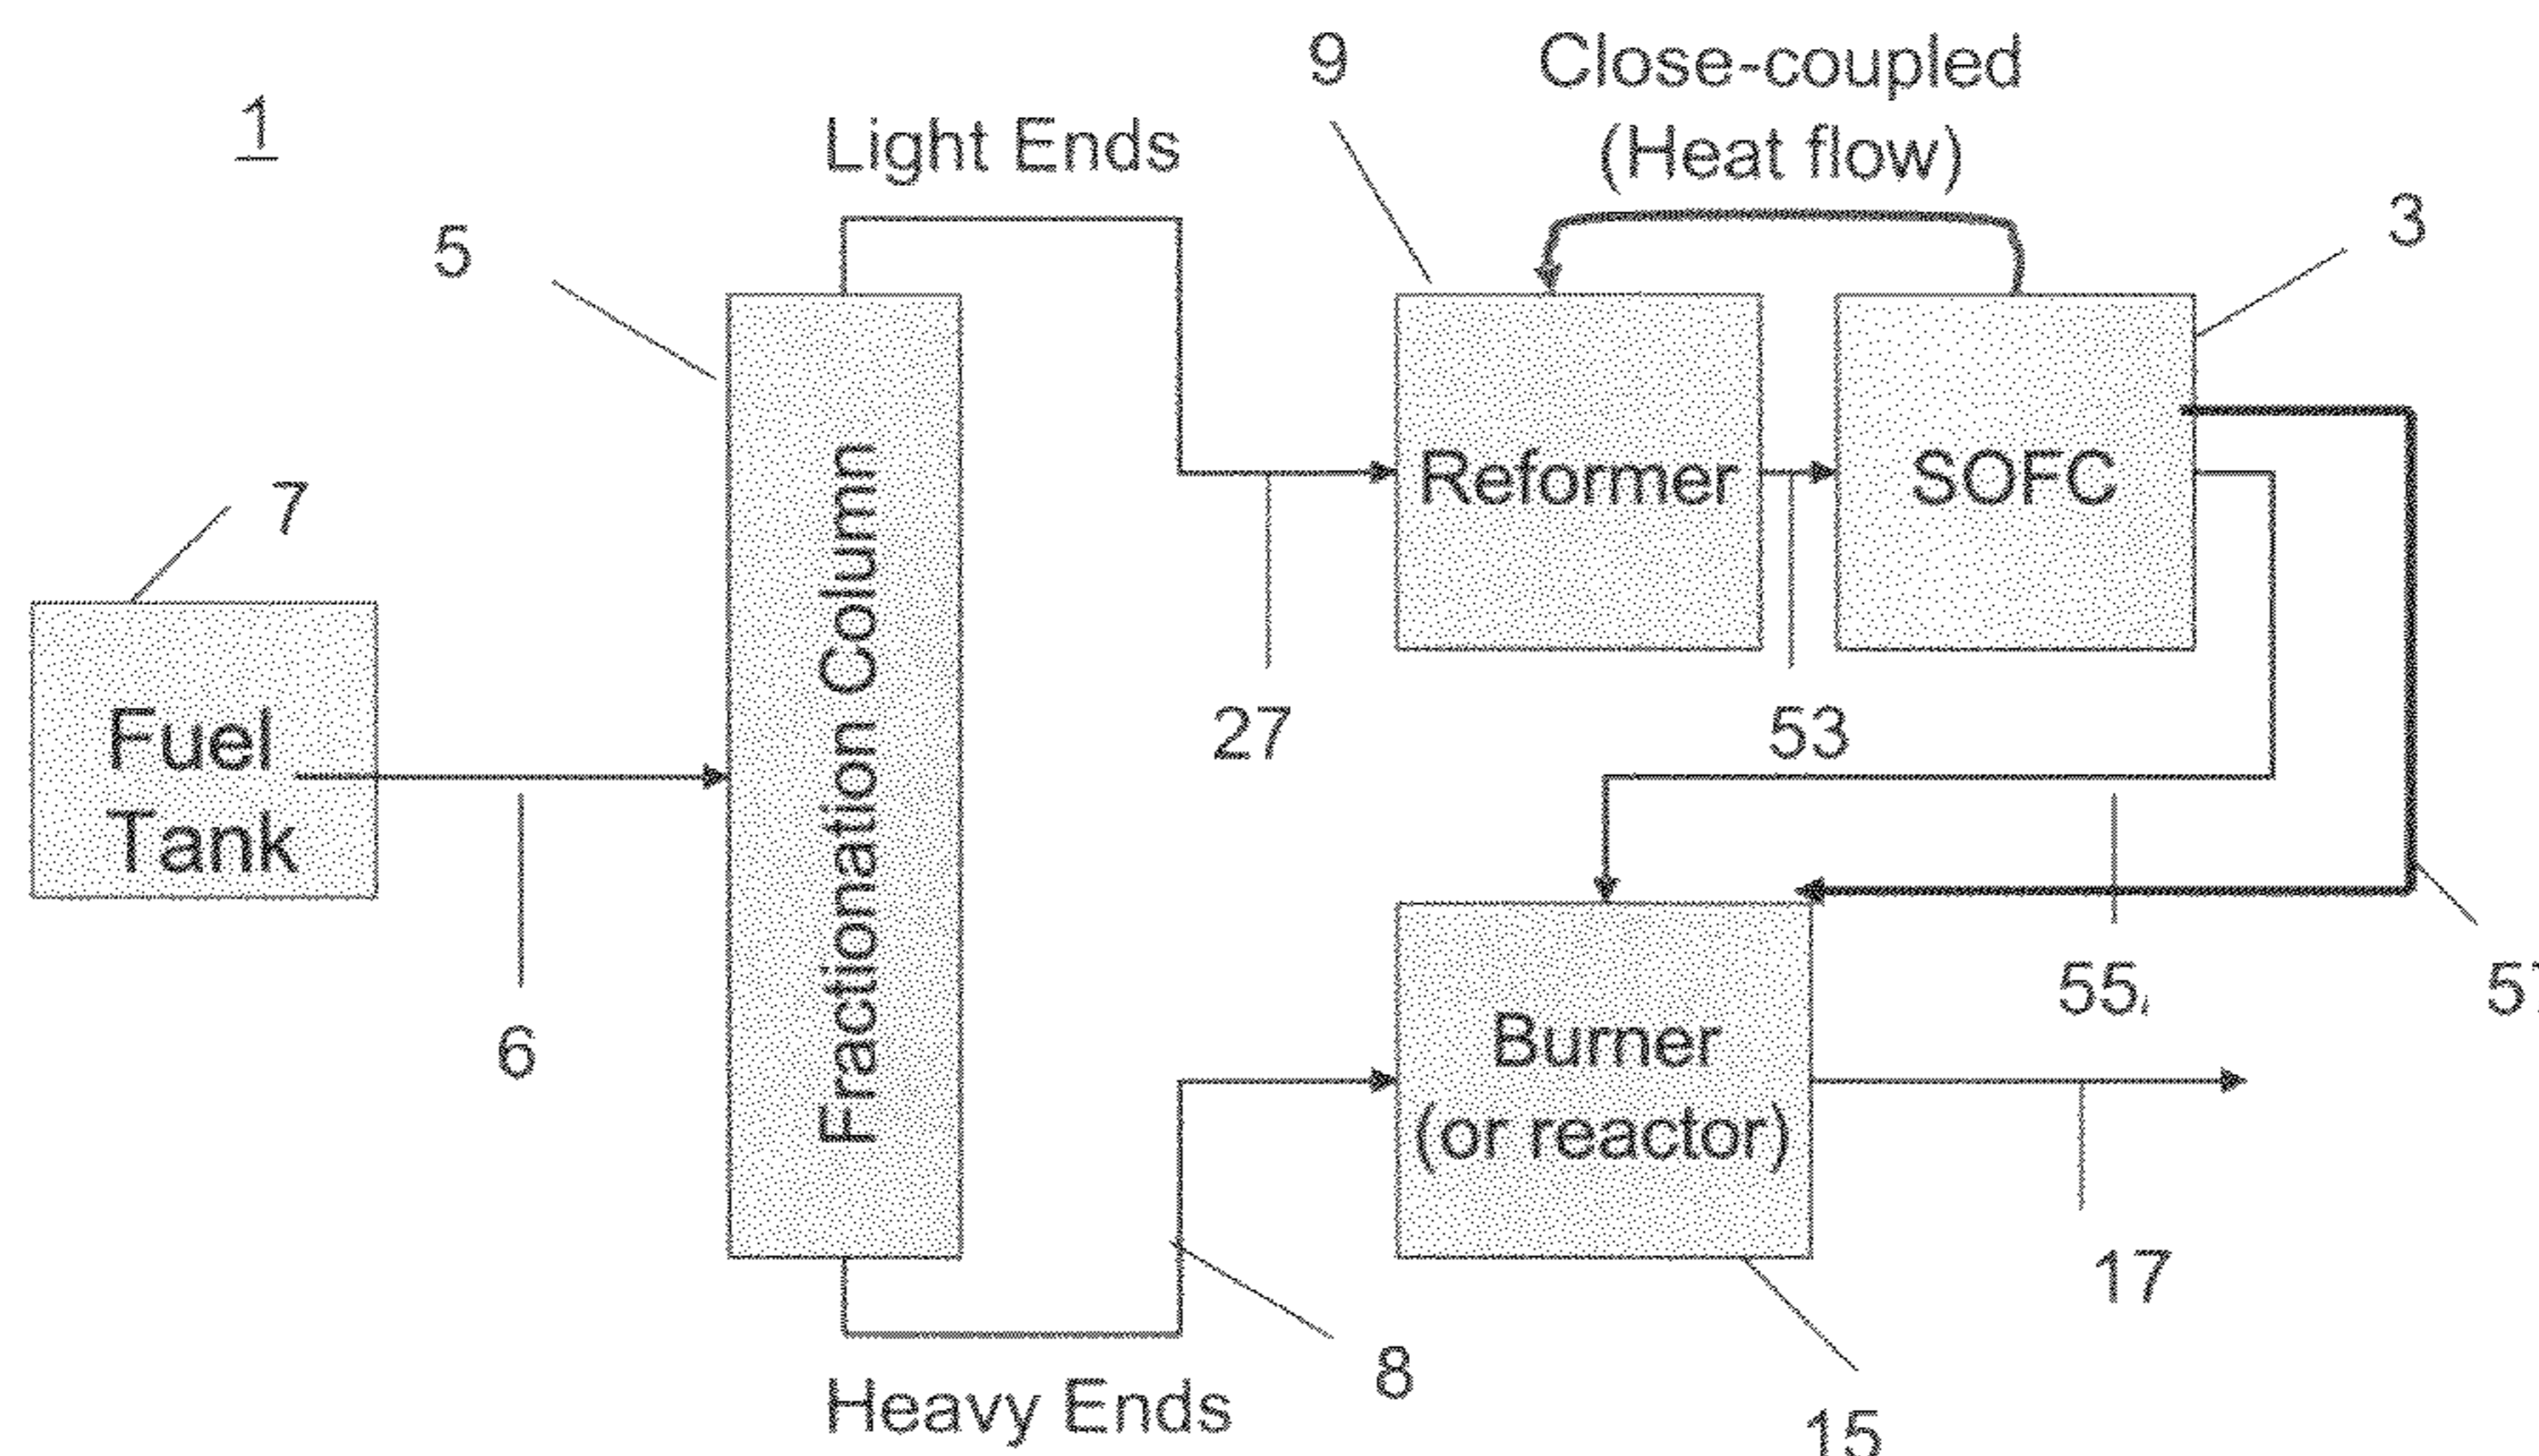 1
9
Close-coupled
(Heat flow)
Light Ends
3
5
7
Reformer
SOFC
Fuel
Tank
Fractionation Column
27
53
6
55
Burner
(or reactor)
17
8
Heavy Ends
15